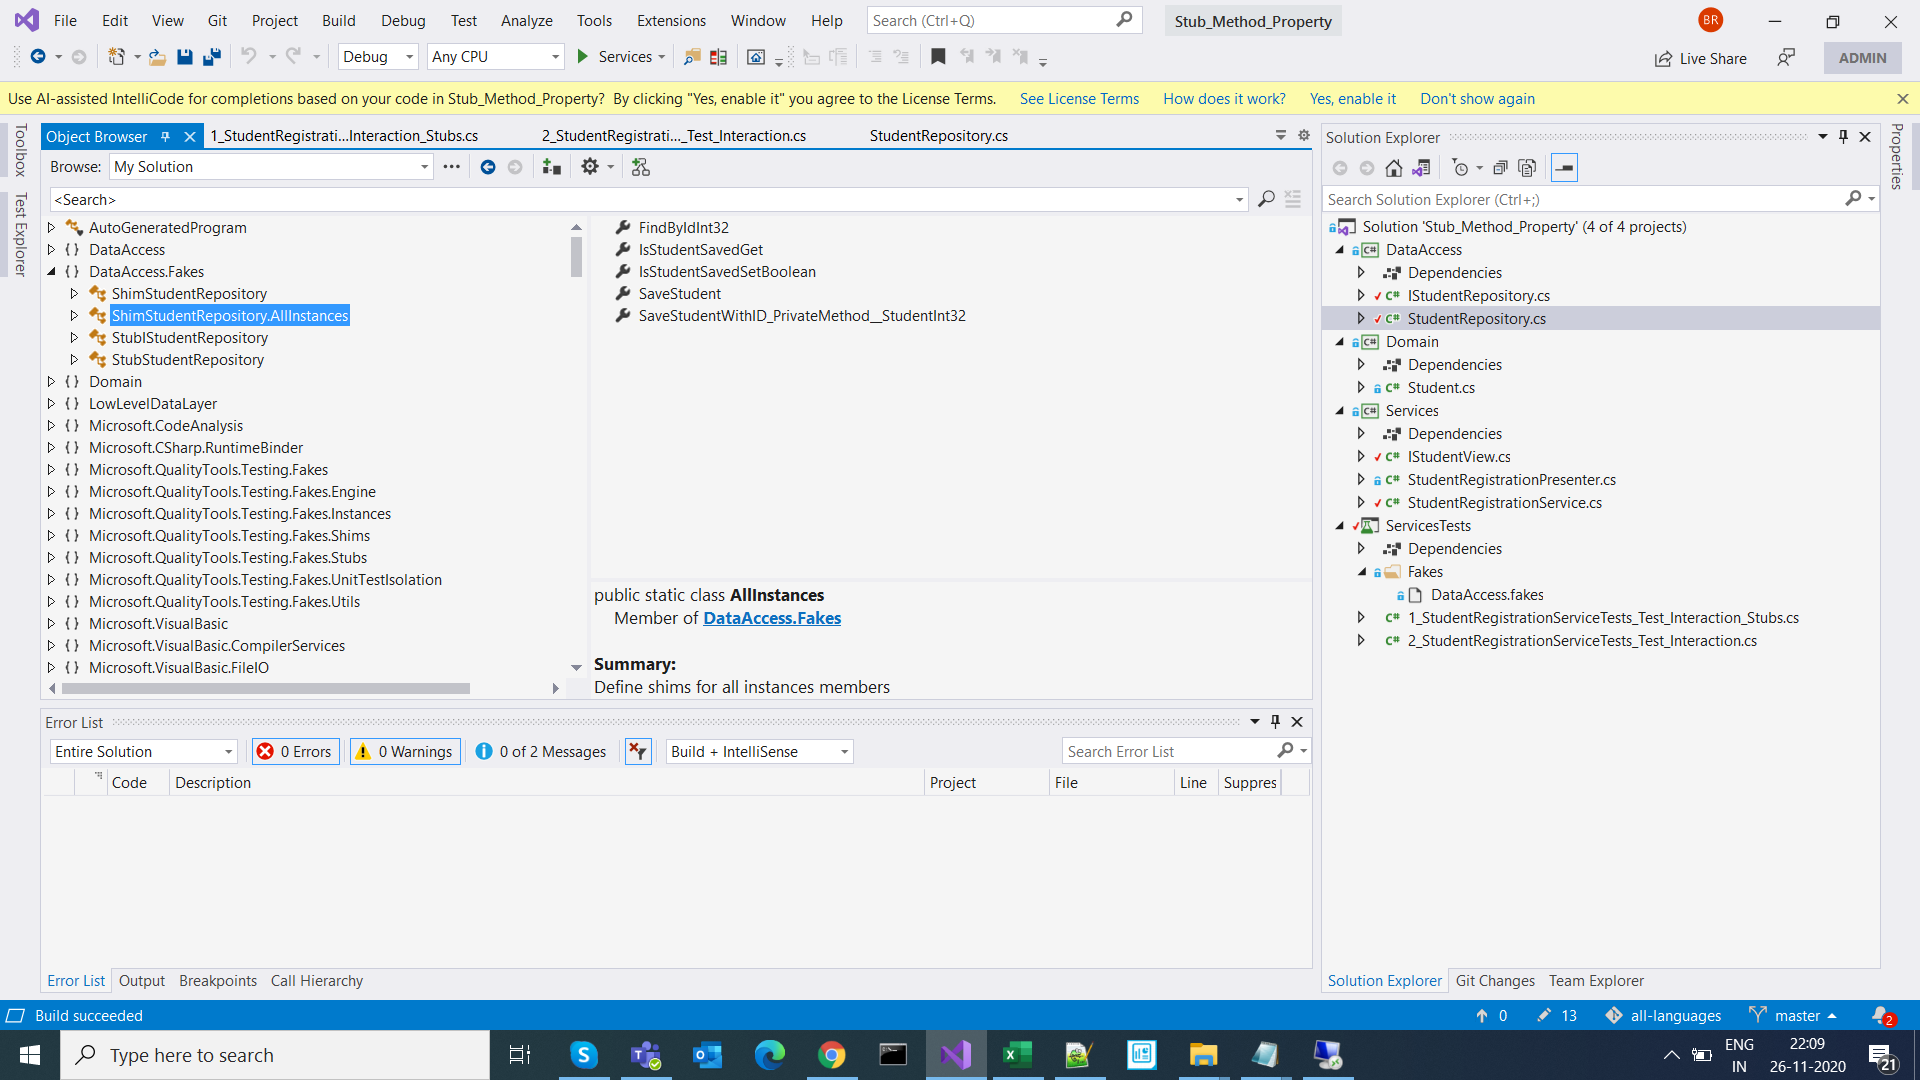 File Edit View Git Project Build Debug Test Analyze Tools Extensions Window Help Search (Ctrl+Q) Stub_Method_Property BR
Debug Any CPU Services Live Share ADMIN
Use AI-assisted IntelliCode for completions based on your code in Stub_Method_Property? By clicking "Yes, enable it" you agree to the License Terms. See License Terms How does it work? Yes, enable it Don't show again
Toolbox
Test Explorer
Object Browser 1_StudentRegistrati...Interaction_Stubs.cs 2_StudentRegistrati..._Test_Interaction.cs StudentRepository.cs
Browse: My Solution
<Search>
AutoGeneratedProgram
{ } DataAccess
{ } DataAccess.Fakes
ShimStudentRepository
ShimStudentRepository.AllInstances
StubIStudentRepository
StubStudentRepository
{ } Domain
{ } LowLevelDataLayer
{ } Microsoft.CodeAnalysis
{ } Microsoft.CSharp.RuntimeBinder
{ } Microsoft.QualityTools.Testing.Fakes
{ } Microsoft.QualityTools.Testing.Fakes.Engine
{ } Microsoft.QualityTools.Testing.Fakes.Instances
{ } Microsoft.QualityTools.Testing.Fakes.Shims
{ } Microsoft.QualityTools.Testing.Fakes.Stubs
{ } Microsoft.QualityTools.Testing.Fakes.UnitTestIsolation
{ } Microsoft.QualityTools.Testing.Fakes.Utils
{ } Microsoft.VisualBasic
{ } Microsoft.VisualBasic.CompilerServices
{ } Microsoft.VisualBasic.FileIO
FindByIdInt32
IsStudentSavedGet
IsStudentSavedSetBoolean
SaveStudent
SaveStudentWithID_PrivateMethod__StudentInt32
public static class AllInstances
Member of DataAccess.Fakes
Summary:
Define shims for all instances members
Error List
Entire Solution 0 Errors 0 Warnings 0 of 2 Messages Build + IntelliSense Search Error List
Code Description Project File Line Suppres
Error List Output Breakpoints Call Hierarchy
Solution Explorer
Search Solution Explorer (Ctrl+;)
Solution 'Stub_Method_Property' (4 of 4 projects)
C# DataAccess
Dependencies
C# IStudentRepository.cs
C# StudentRepository.cs
C# Domain
Dependencies
C# Student.cs
C# Services
Dependencies
C# IStudentView.cs
C# StudentRegistrationPresenter.cs
C# StudentRegistrationService.cs
ServicesTests
Dependencies
Fakes
DataAccess.fakes
C# 1_StudentRegistrationServiceTests_Test_Interaction_Stubs.cs
C# 2_StudentRegistrationServiceTests_Test_Interaction.cs
Solution Explorer Git Changes Team Explorer
Properties
Build succeeded 0 13 all-languages master 2
Type here to search
ENG
IN
22:09
26-11-2020
21